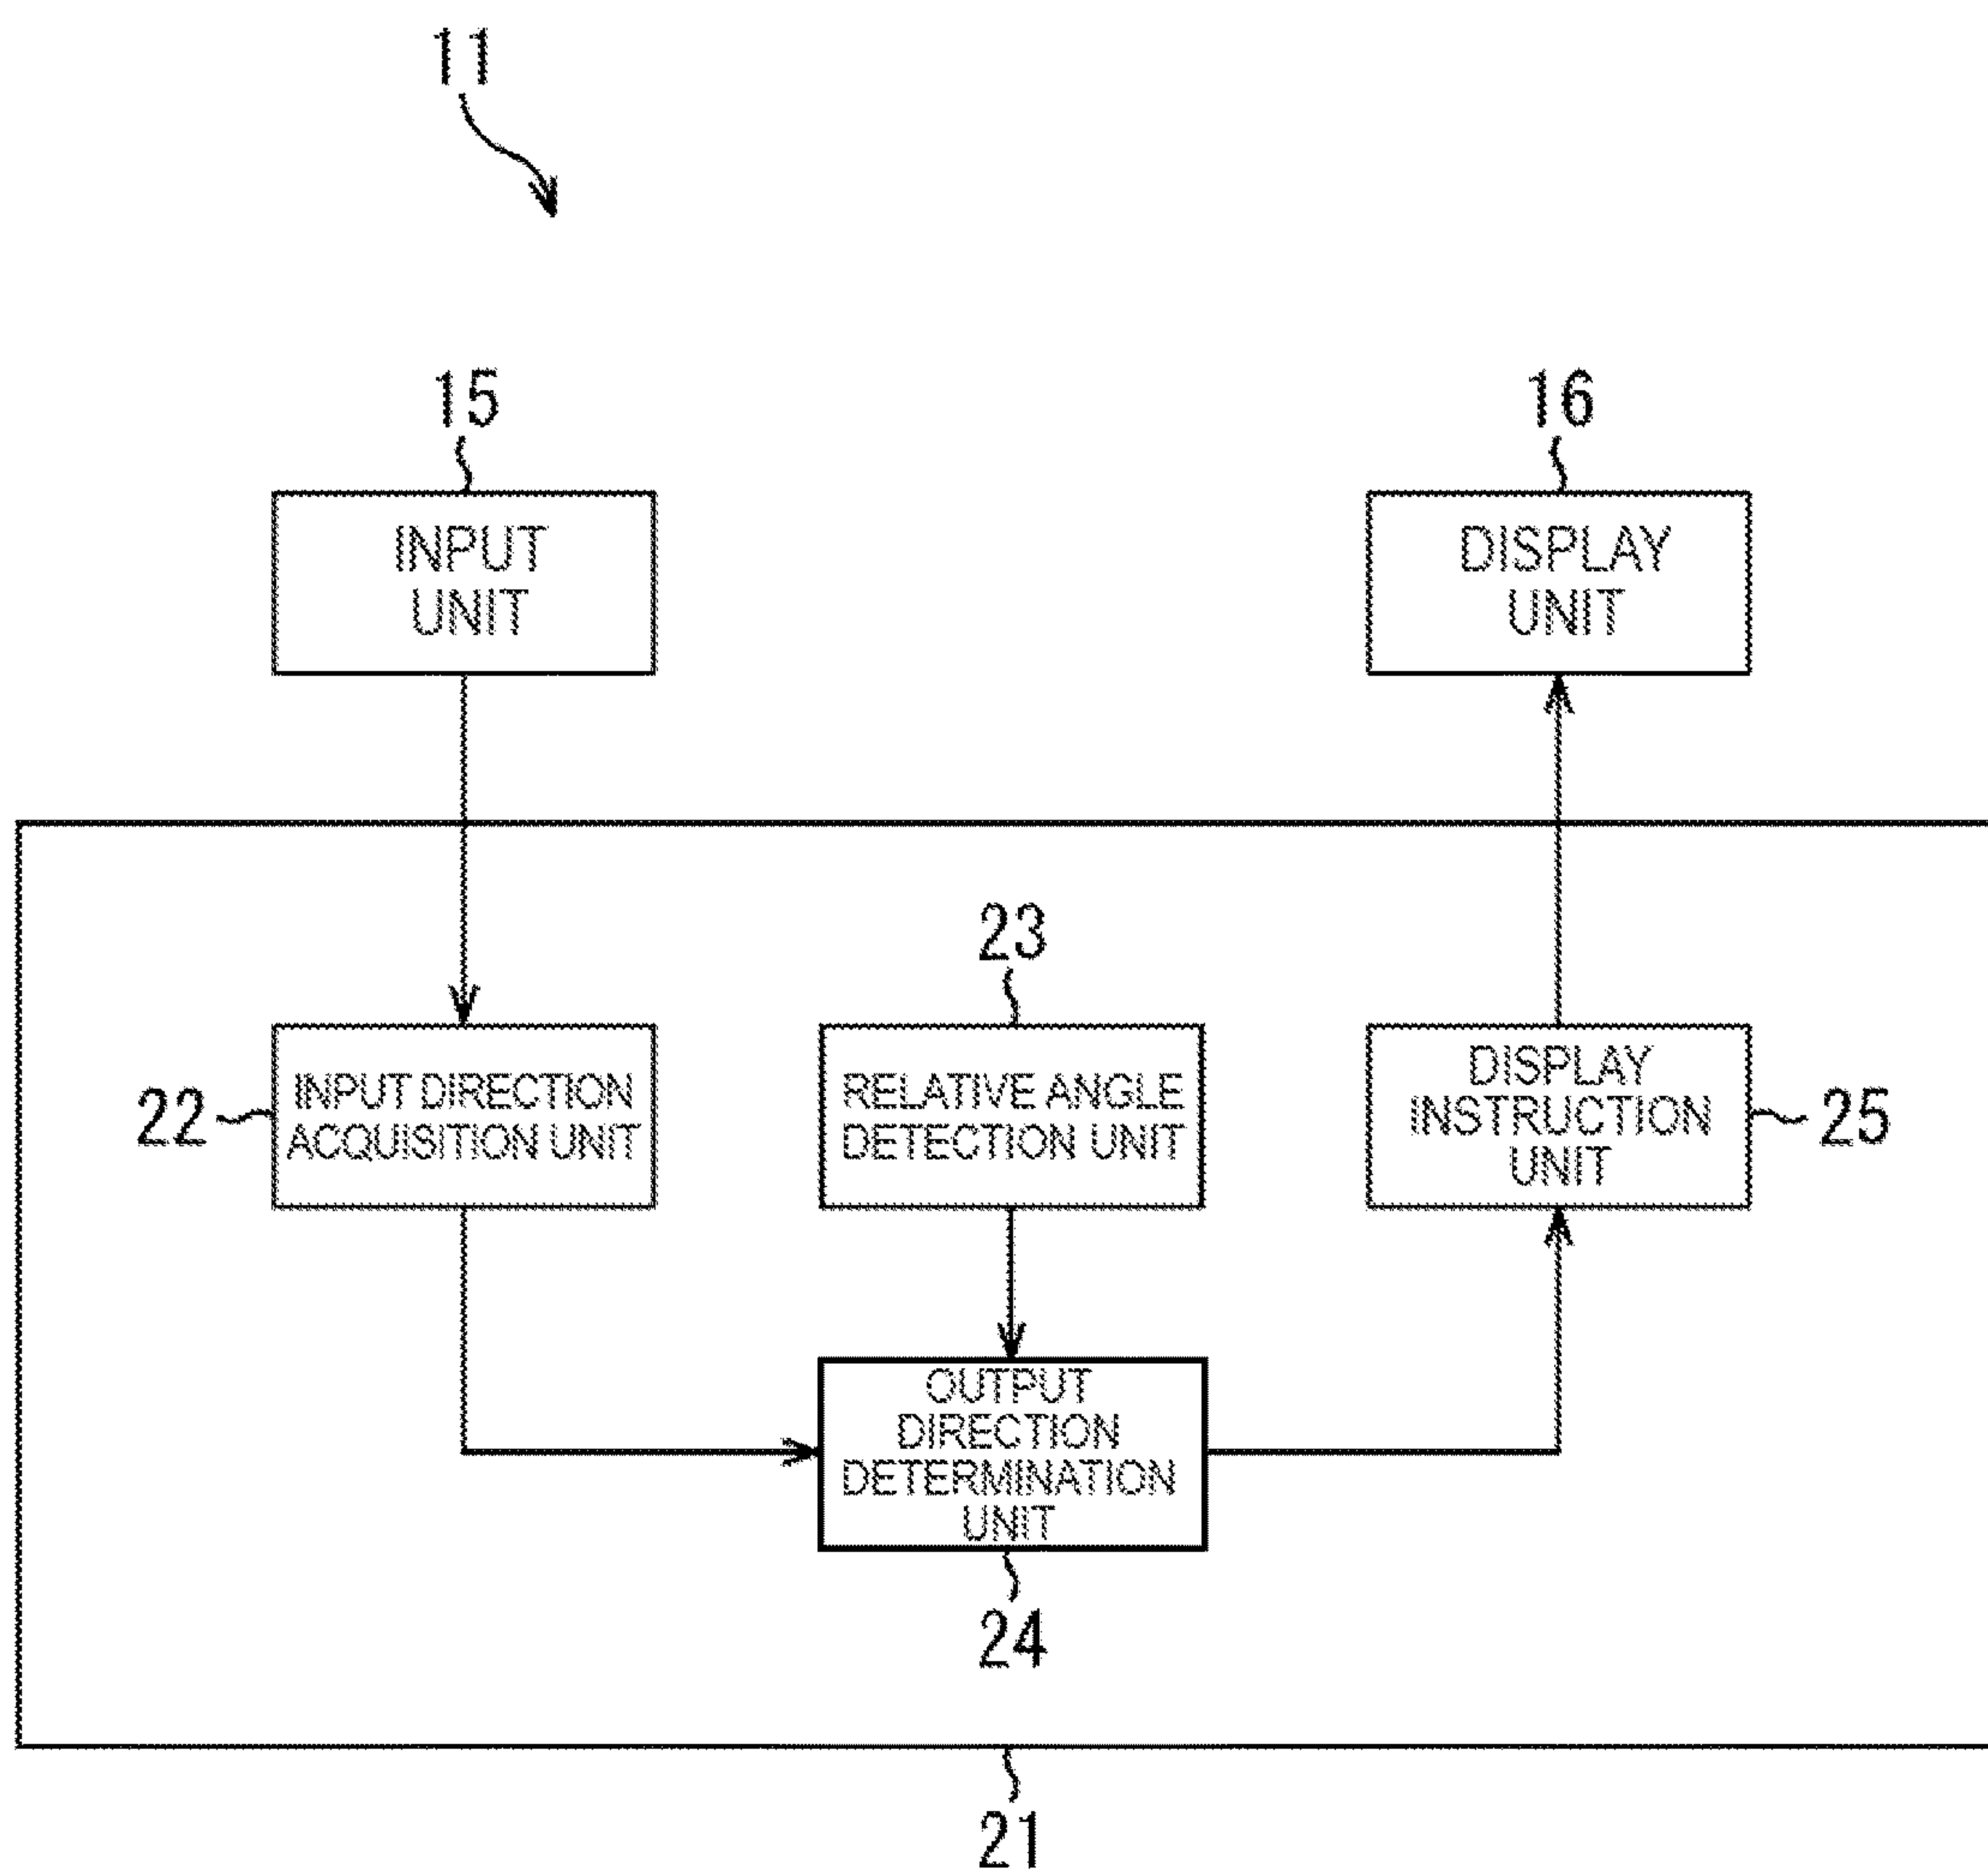 11
15
16
INPUT
UNIT
DISPLAY
UNIT
23
22
INPUT DIRECTION
ACQUISITION UNIT
RELATIVE ANGLE
DETECTION UNIT
DISPLAY
INSTRUCTION
UNIT
25
OUTPUT
DIRECTION
DETERMINATION
UNIT
24
21